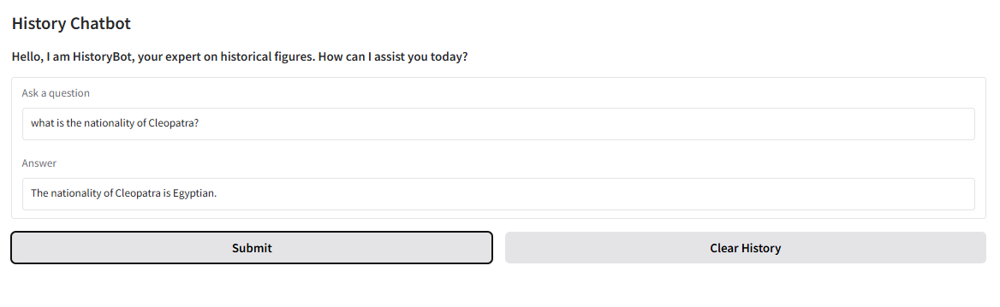 History Chatbot
Hello, I am HistoryBot, your expert on historical figures. How can I assist you today?
Ask a question
what is the nationality of Cleopatra?
Answer
The nationality of Cleopatra is Egyptian.
Submit
Clear History